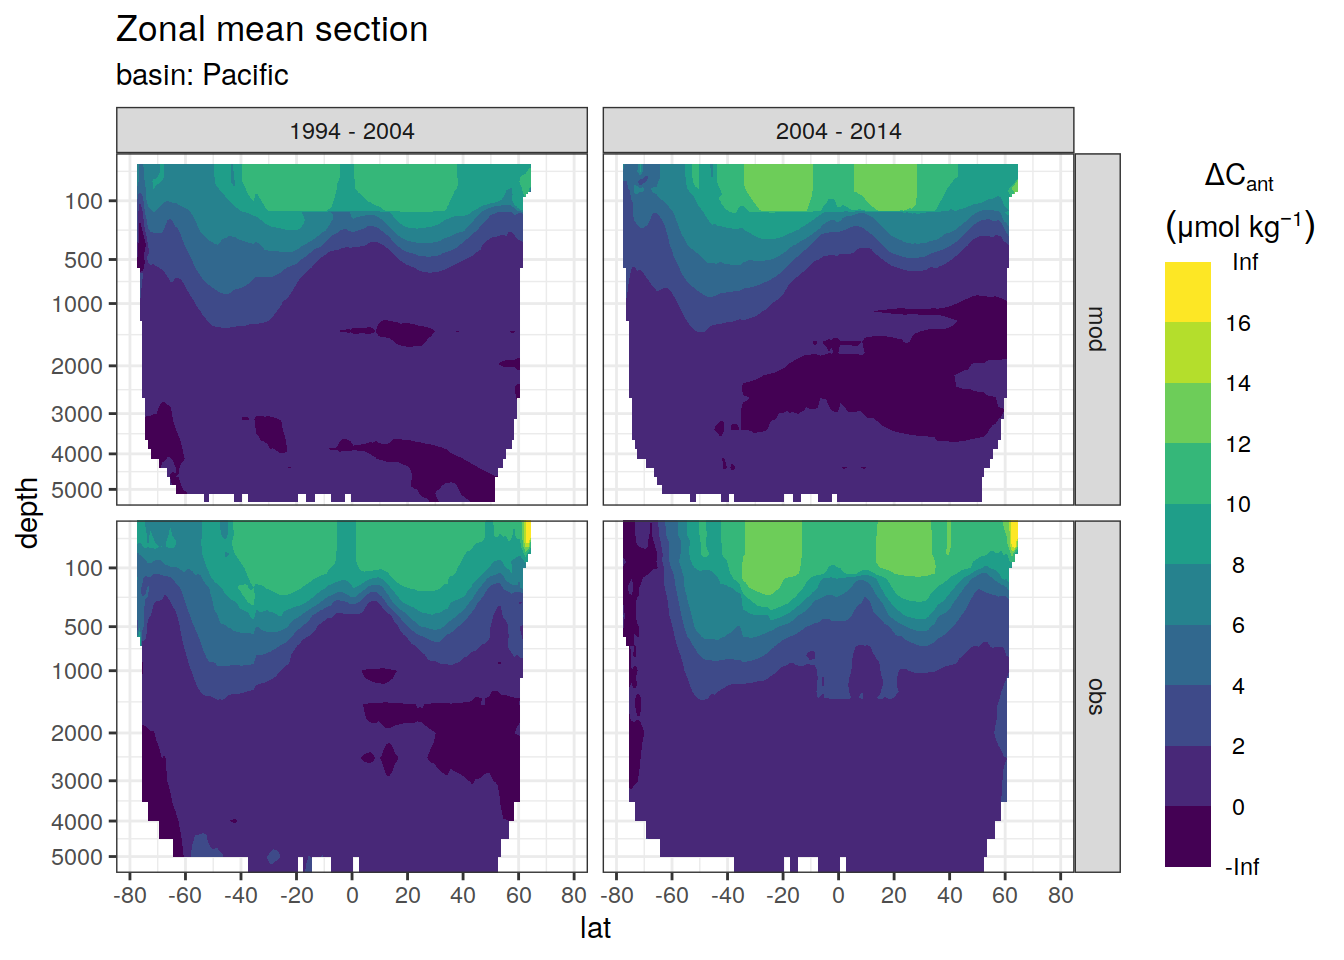 Zonal mean section
basin: Pacific
1994 - 2004
2004 - 2014
mod
obs
depth
100
500
1000
2000
3000
4000
5000
100
500
1000
2000
3000
4000
5000
-80 -60 -40 -20 0 20 40 60 80
-80 -60 -40 -20 0 20 40 60 80
lat
ΔCant
(µmol kg⁻¹)
Inf
16
14
12
10
8
6
4
2
0
-Inf